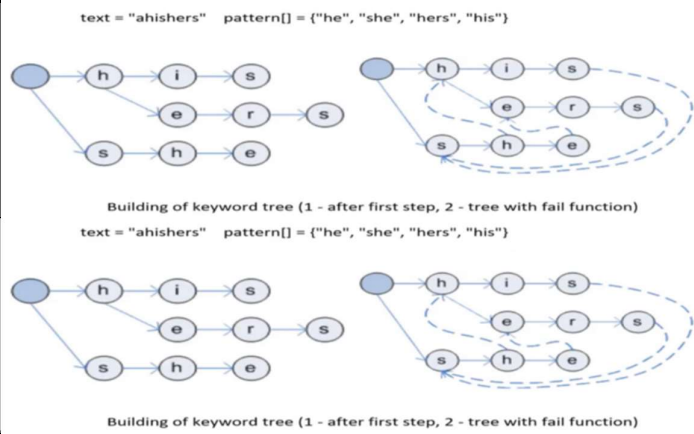 text = "ahishers" pattern[] = {"he", "she", "hers", "his"}
h i s h i s
e r s e r s
s h e s h e
Building of keyword tree (1 - after first step, 2 - tree with fail function)
text = "ahishers" pattern[] = {"he", "she", "hers", "his"}
h i s h i s
e r s e r s
s h e s h e
Building of keyword tree (1 - after first step, 2 - tree with fail function)